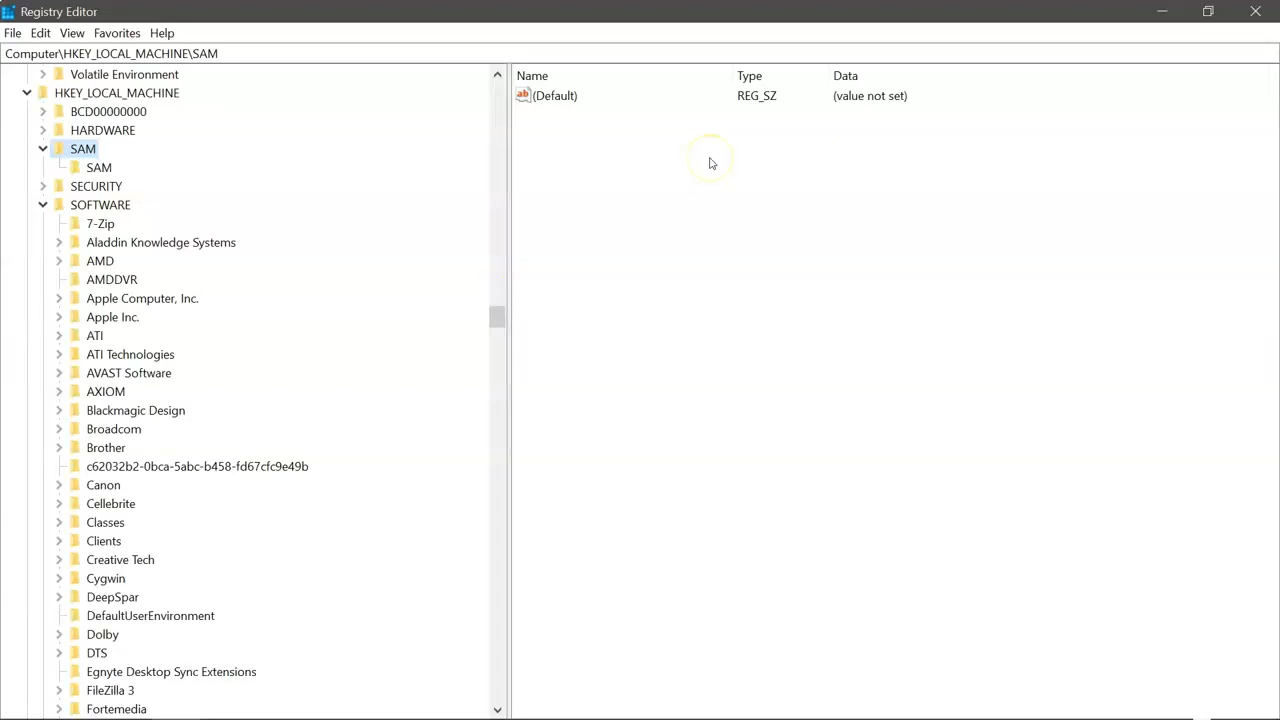 Registry Editor
File Edit View Favorites Help
Computer\HKEY_LOCAL_MACHINE\SAM
Volatile Environment
HKEY_LOCAL_MACHINE
BCD00000000
HARDWARE
SAM
SAM
SECURITY
SOFTWARE
7-Zip
Aladdin Knowledge Systems
AMD
AMDDVR
Apple Computer, Inc.
Apple Inc.
ATI
ATI Technologies
AVAST Software
AXIOM
Blackmagic Design
Broadcom
Brother
c62032b2-0bca-5abc-b458-fd67cfc9e49b
Canon
Cellebrite
Classes
Clients
Creative Tech
Cygwin
DeepSpar
DefaultUserEnvironment
Dolby
DTS
Egnyte Desktop Sync Extensions
FileZilla 3
Fortemedia
Name Type Data
ab (Default) REG_SZ (value not set)